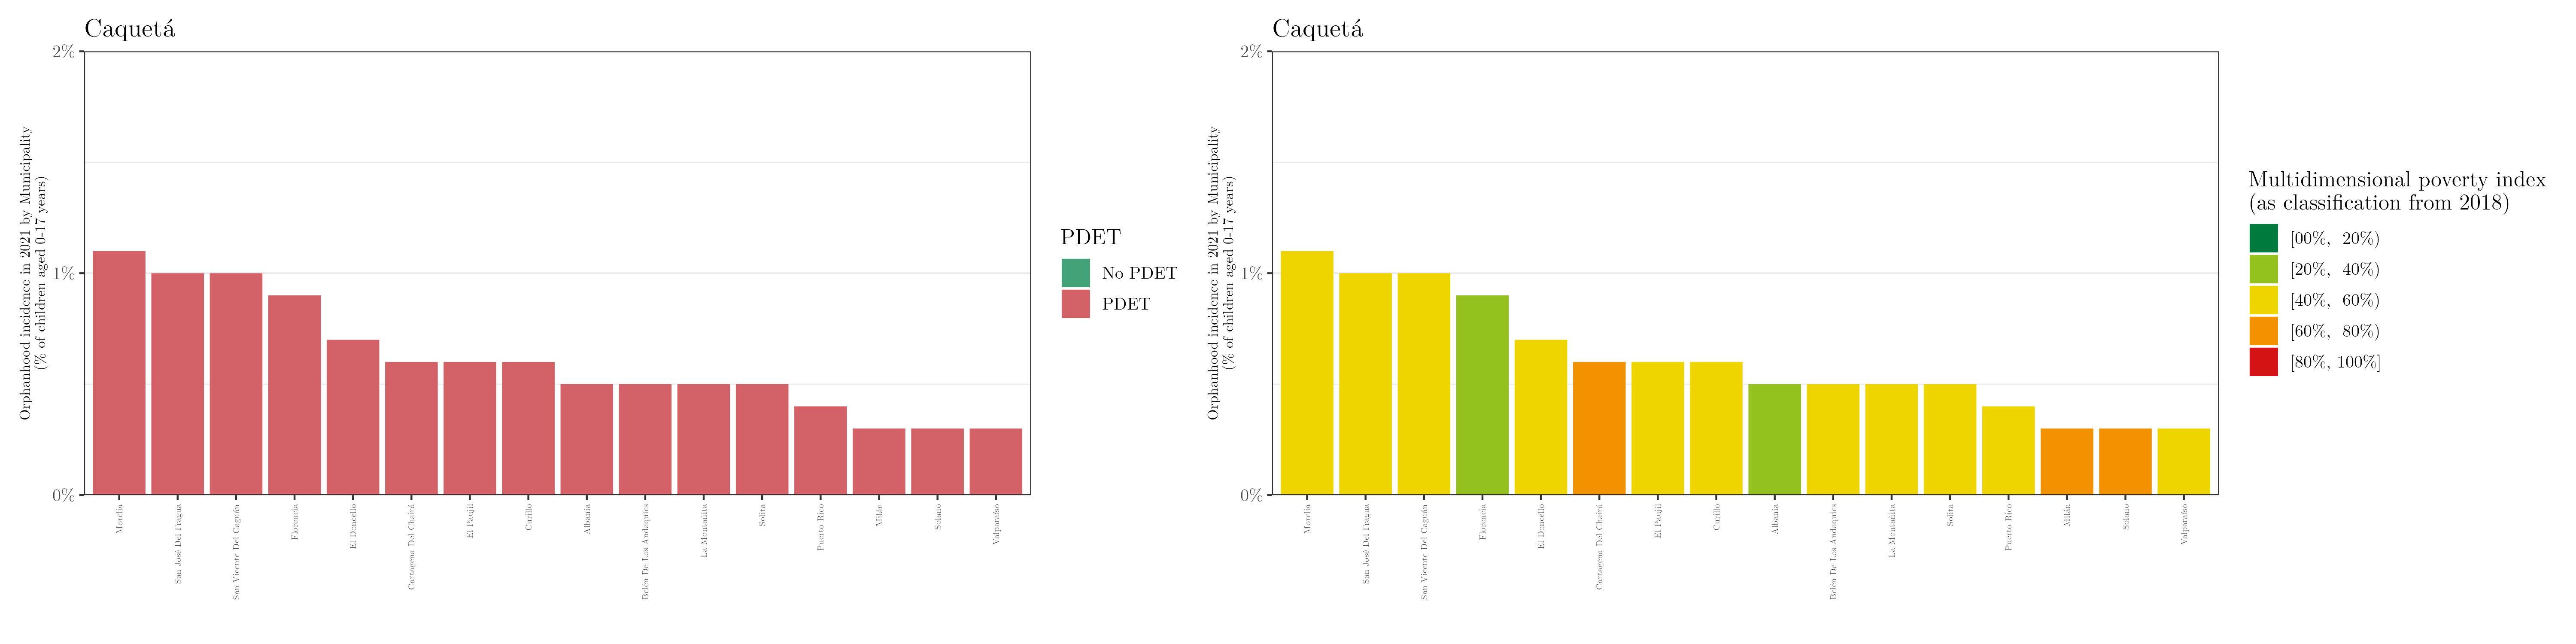 Caquetá
2%
1%
0%
Orphanhood incidence in 2021 by Municipality
(% of children aged 0-17 years)
Morelia
San José Del Fragua
San Vicente Del Caguán
Florencia
El Doncello
Cartagena Del Chairá
El Paujíl
Curillo
Albania
Belén De Los Andaquíes
La Montañita
Solita
Puerto Rico
Milán
Solano
Valparaíso
PDET
No PDET
PDET
Caquetá
2%
1%
0%
Orphanhood incidence in 2021 by Municipality
(% of children aged 0-17 years)
Morelia
San José Del Fragua
San Vicente Del Caguán
Florencia
El Doncello
Cartagena Del Chairá
El Paujíl
Curillo
Albania
Belén De Los Andaquíes
La Montañita
Solita
Puerto Rico
Milán
Solano
Valparaíso
Multidimensional poverty index
(as classification from 2018)
[00%, 20%)
[20%, 40%)
[40%, 60%)
[60%, 80%)
[80%, 100%]